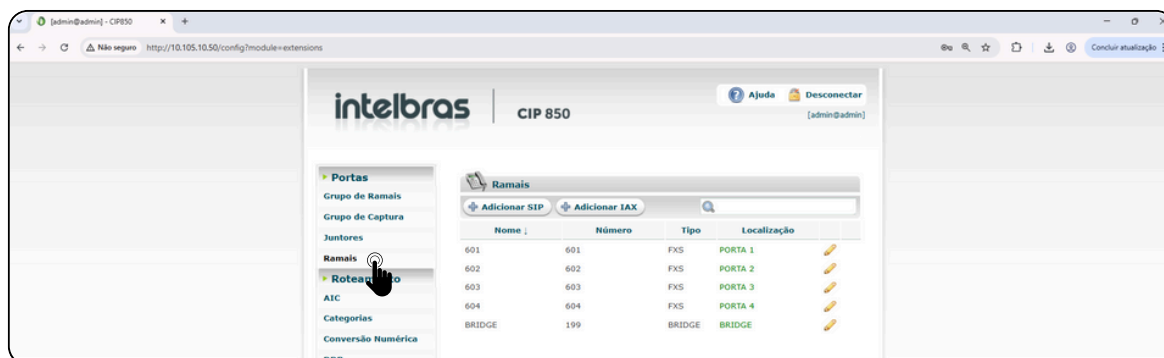 [admin@admin] - CIP850
Não seguro http://10.105.10.50/config?module=extensions
Concluir atualização
intelbras CIP 850
Ajuda Desconectar
[admin@admin]
Portas
Grupo de Ramais
Grupo de Captura
Juntores
Ramais
Roteamento
AIC
Categorias
Conversão Numérica
Ramais
Adicionar SIP Adicionar IAX
Nome ↓ Número Tipo Localização
601 601 FXS PORTA 1
602 602 FXS PORTA 2
603 603 FXS PORTA 3
604 604 FXS PORTA 4
BRIDGE 199 BRIDGE BRIDGE